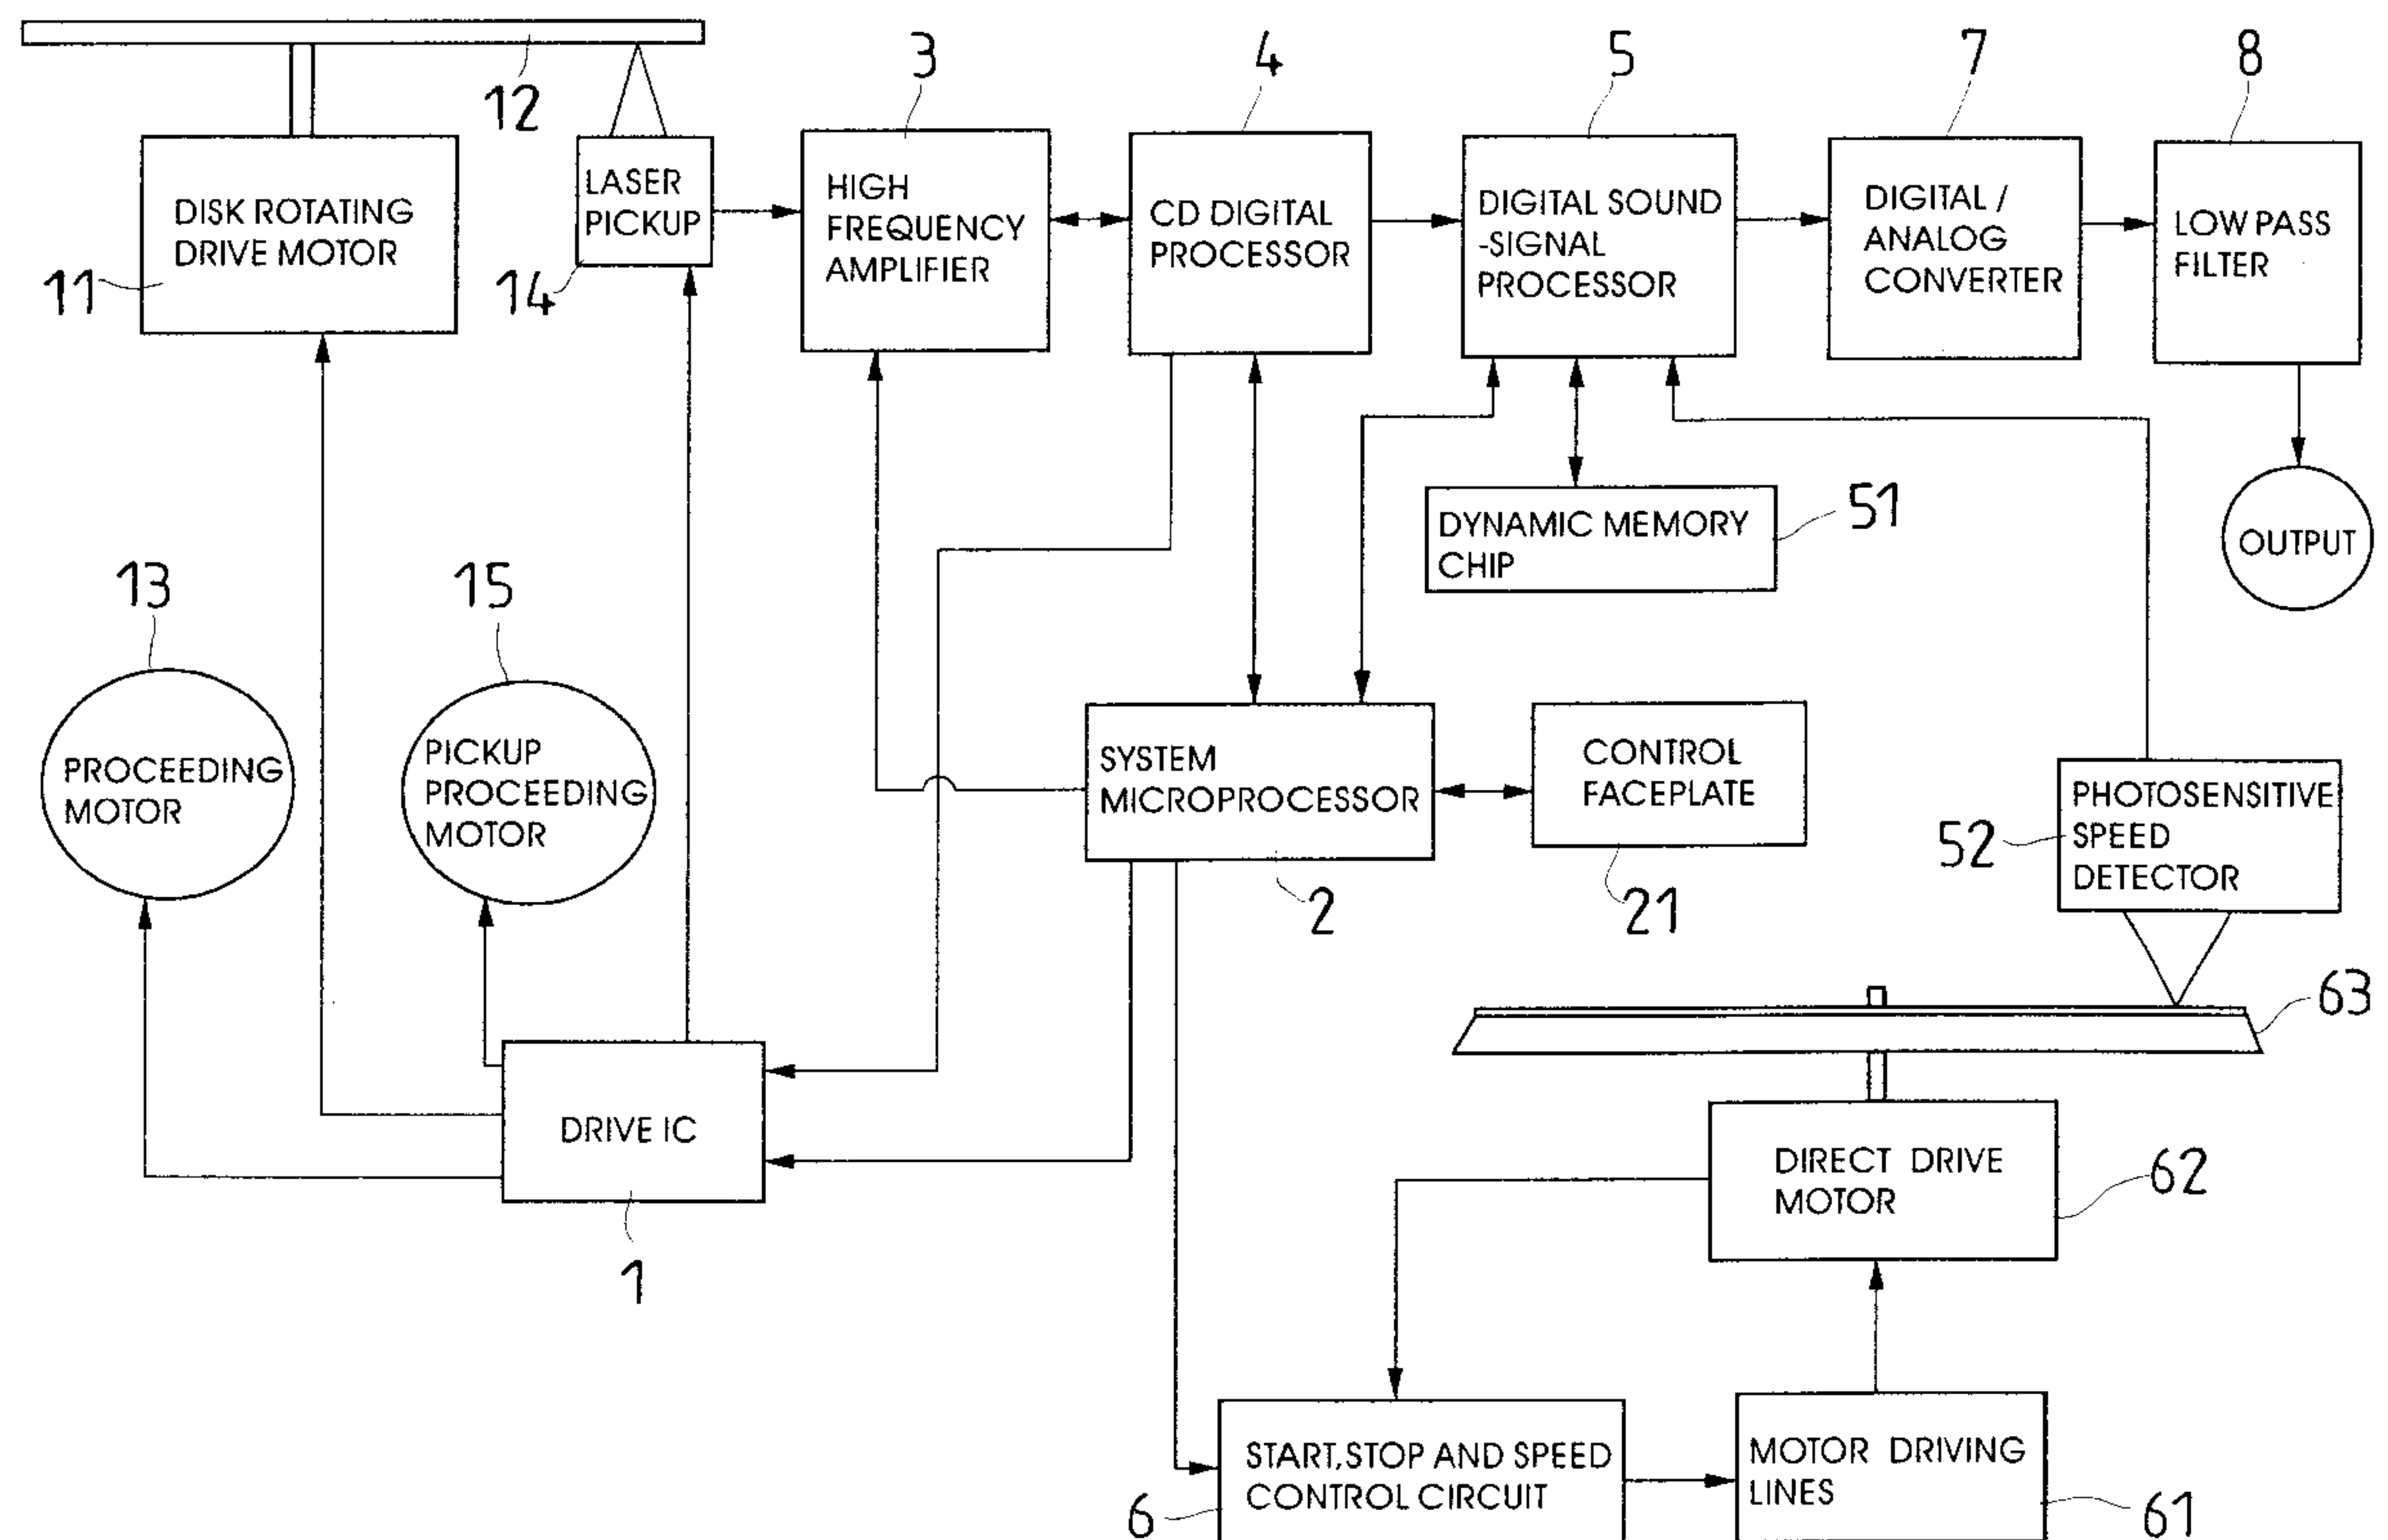 3
4
5
7
8
12
LASER
PICKUP
14
DISK ROTATING
DRIVE MOTOR
11
HIGH
FREQUENCY
AMPLIFIER
CD DIGITAL
PROCESSOR
DIGITAL SOUND
-SIGNAL
PROCESSOR
DIGITAL /
ANALOG
CONVERTER
LOW PASS
FILTER
DYNAMIC MEMORY
CHIP
51
OUTPUT
13
15
PROCEEDING
MOTOR
PICKUP
PROCEEDING
MOTOR
SYSTEM
MICROPROCESSOR
2
CONTROL
FACEPLATE
21
PHOTOSENSITIVE
SPEED
DETECTOR
52
63
DRIVE IC
1
DIRECT DRIVE
MOTOR
62
START, STOP AND SPEED
CONTROL CIRCUIT
6
MOTOR DRIVING
LINES
61